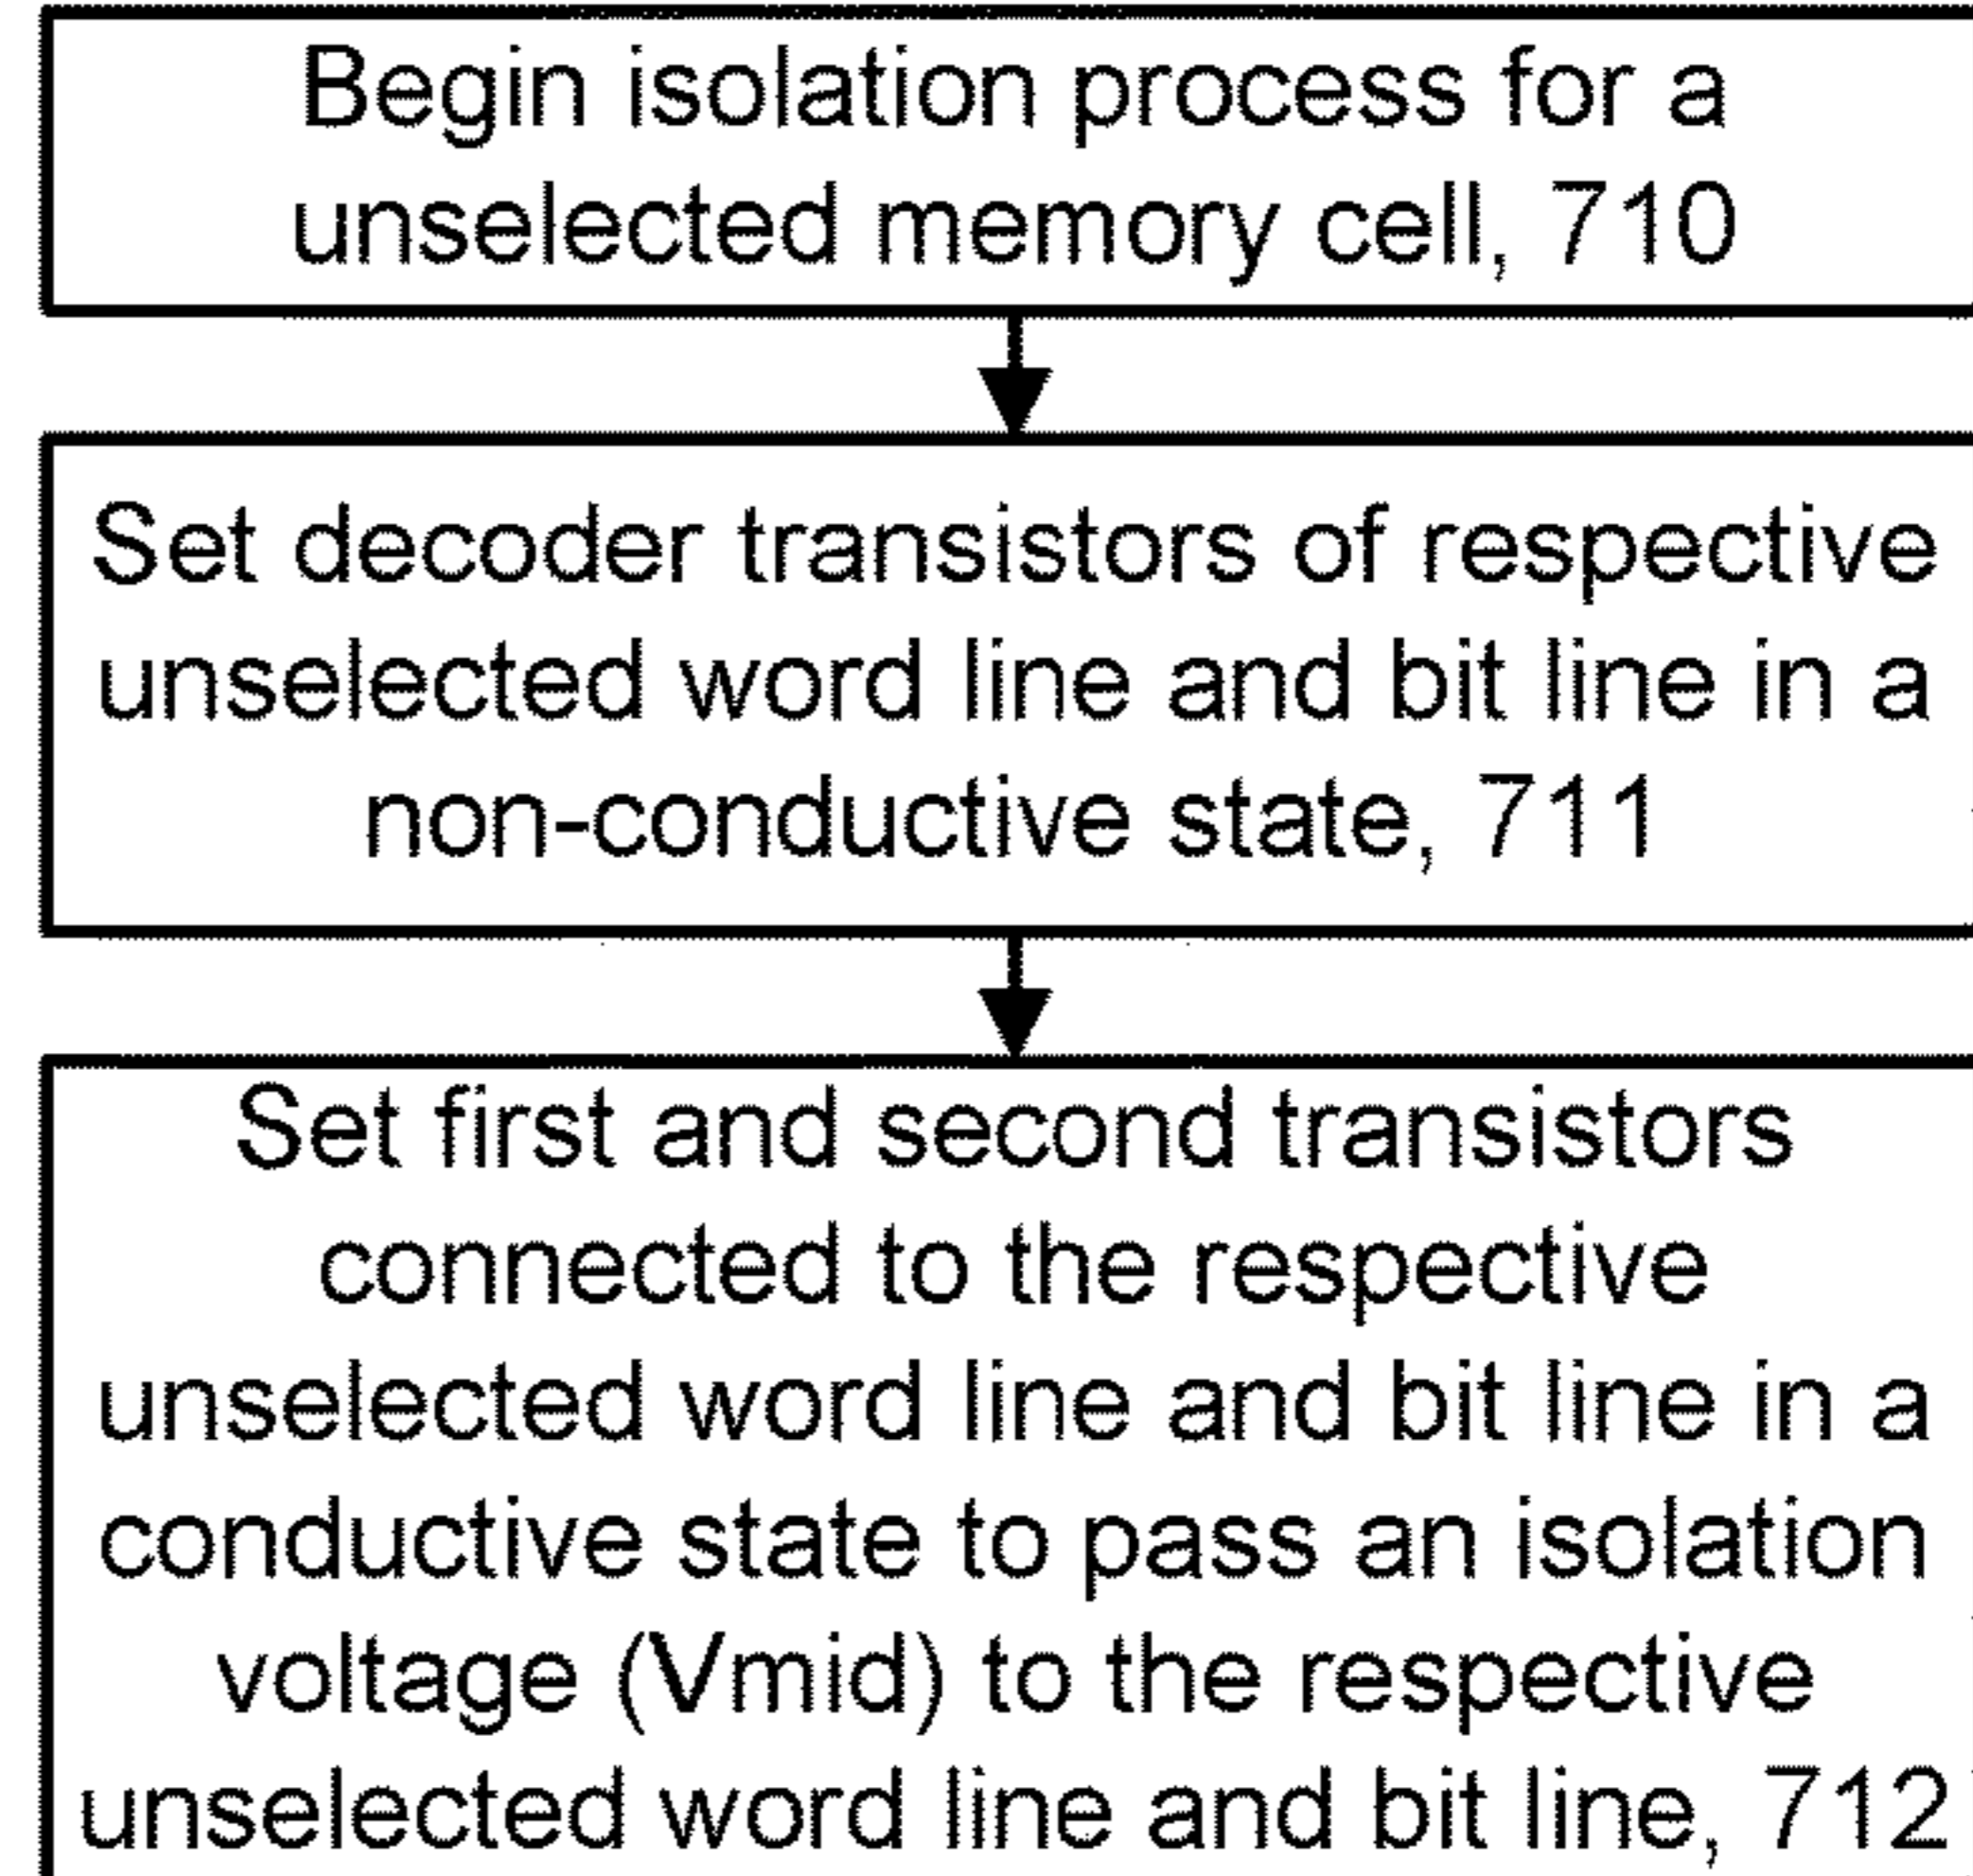 Begin isolation process for a
unselected memory cell, 710
Set decoder transistors of respective
unselected word line and bit line in a
non-conductive state, 711
Set first and second transistors
connected to the respective
unselected word line and bit line in a
conductive state to pass an isolation
voltage (Vmid) to the respective
unselected word line and bit line, 712